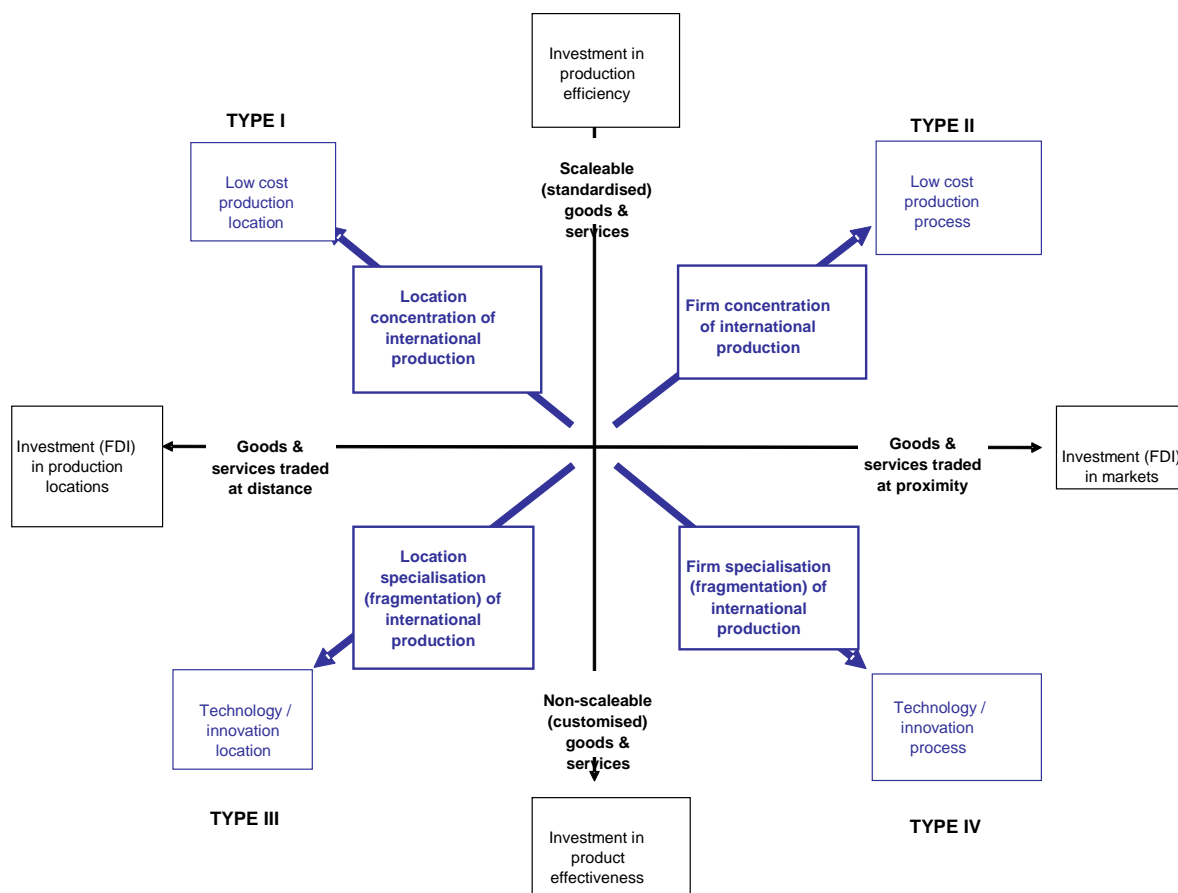 Investment in
production
efficiency
TYPE I
TYPE II
Low cost
production
location
Scaleable
(standardised)
goods &
services
Low cost
production
process
Location
concentration of
international
production
Firm concentration
of international
production
Investment (FDI)
in production
locations
Goods &
services traded
at distance
Goods &
services traded
at proximity
Investment (FDI)
in markets
Location
specialisation
(fragmentation) of
international
production
Firm specialisation
(fragmentation) of
international
production
Technology /
innovation
location
Non-scaleable
(customised)
goods &
services
Technology /
innovation
process
TYPE III
TYPE IV
Investment in
product
effectiveness